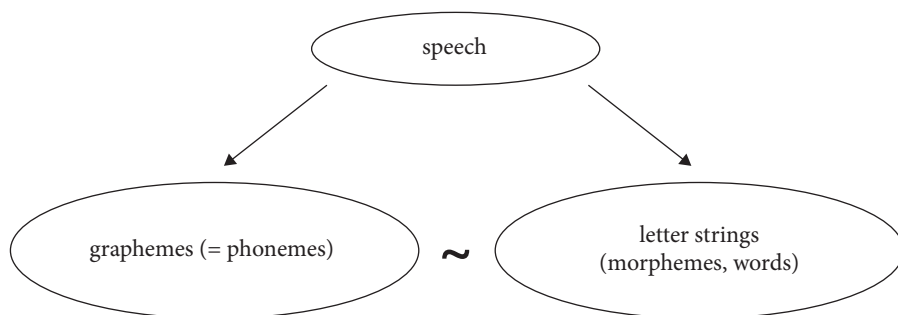 speech
graphemes (= phonemes)
~
letter strings
(morphemes, words)